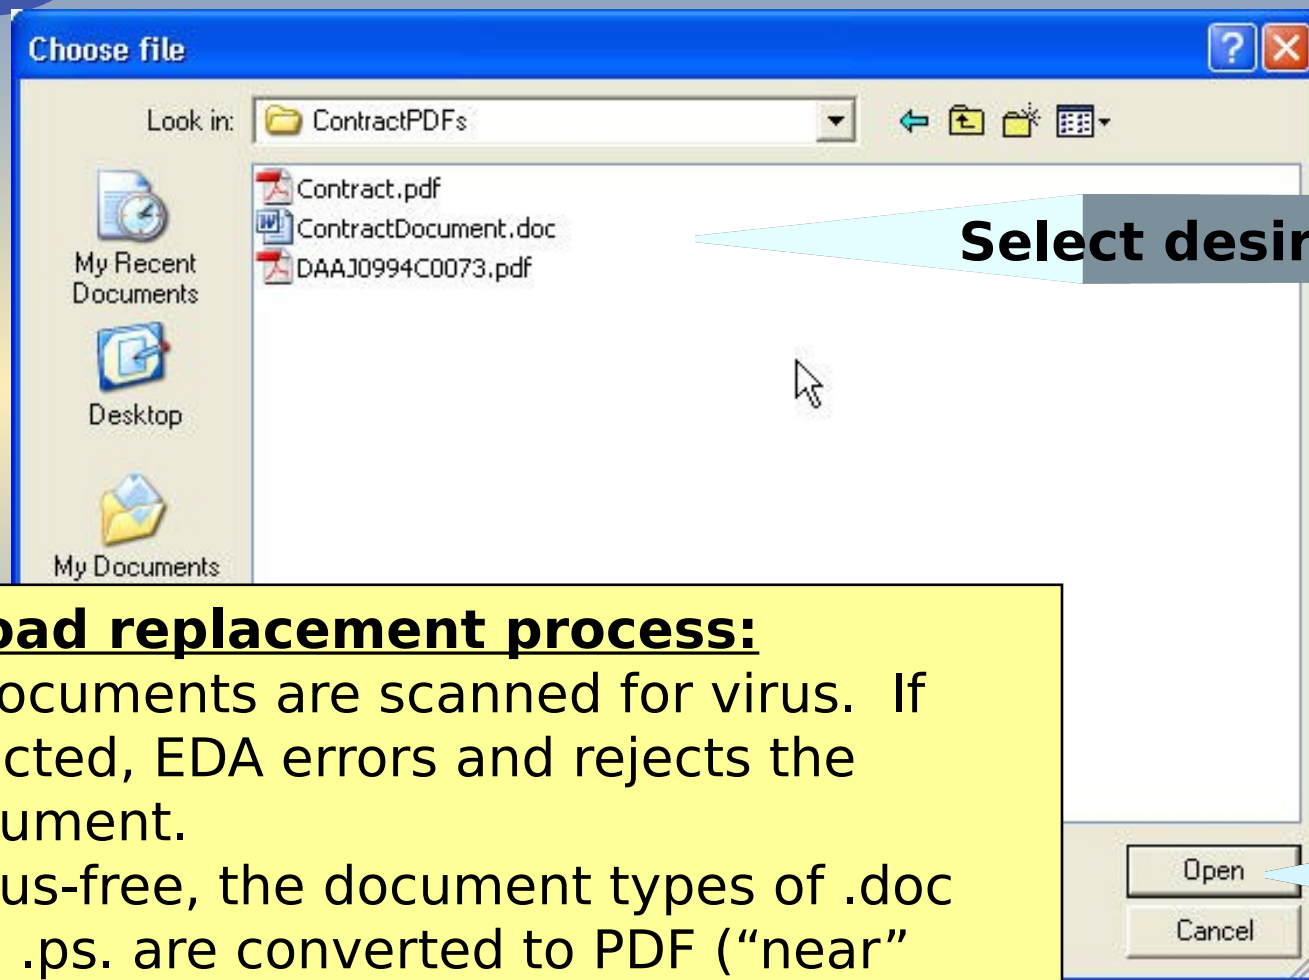 Choose file
Look in: ContractPDFs
Contract.pdf
ContractDocument.doc
DAAJ0994C0073.pdf
My Recent
Documents
Desktop
My Documents
Select desir
oad replacement process:
ocuments are scanned for virus. If
cted, EDA errors and rejects the
ument.
us-free, the document types of .doc
.ps. are converted to PDF (“near”
Open
Cancel